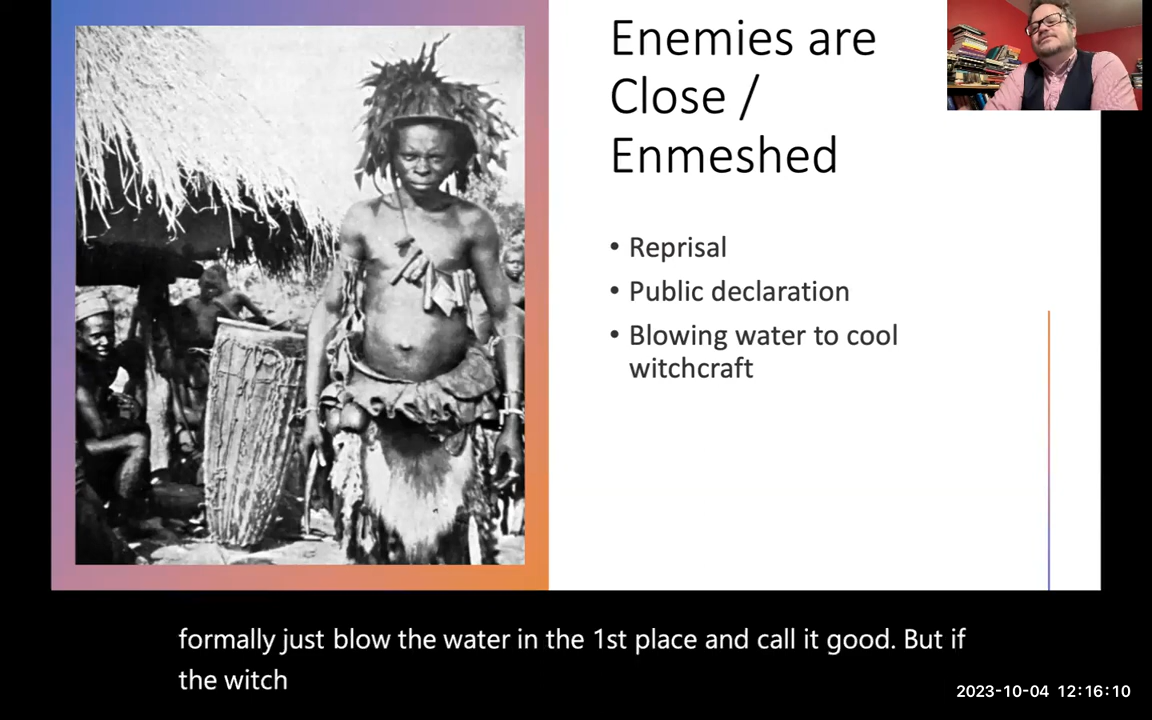 Enemies are
Close /
Enmeshed
• Reprisal
• Public declaration
• Blowing water to cool
witchcraft
formally just blow the water in the 1st place and call it good. But if
the witch
2023-10-04 12:16:10